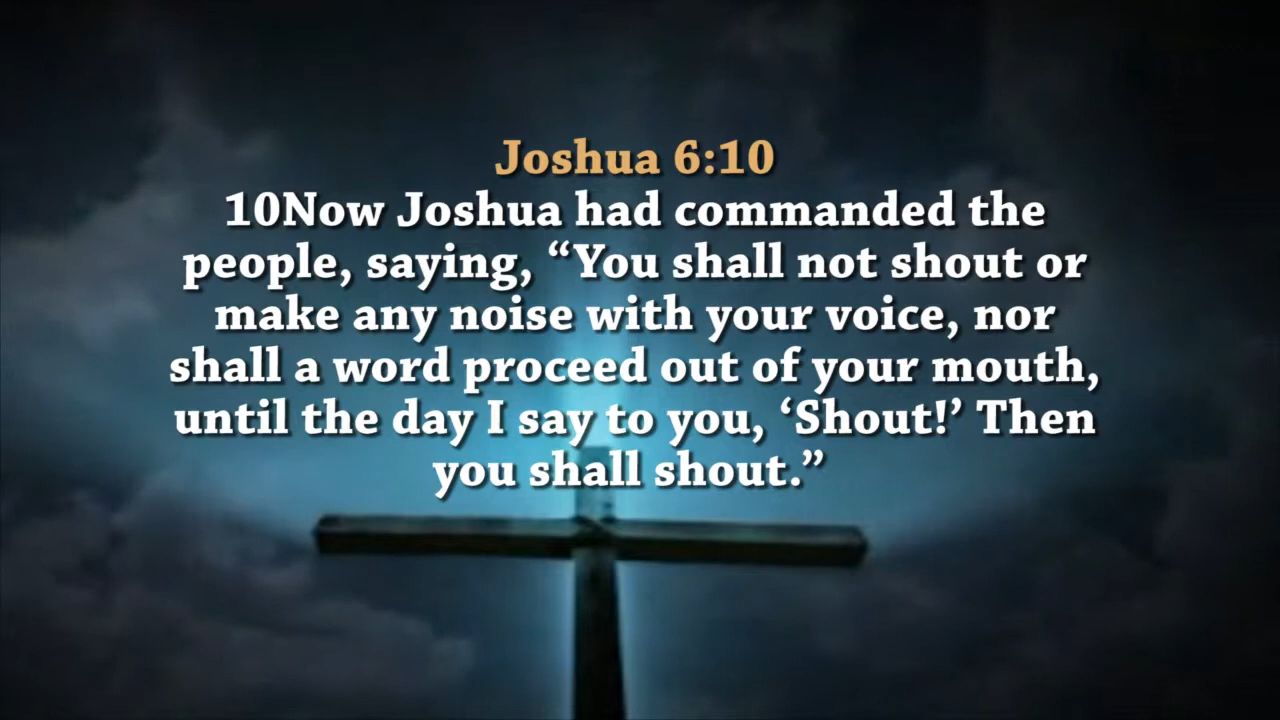 Joshua 6:10
10Now Joshua had commanded the
people, saying, “You shall not shout or
make any noise with your voice, nor
shall a word proceed out of your mouth,
until the day I say to you, ‘Shout!’ Then
you shall shout.”